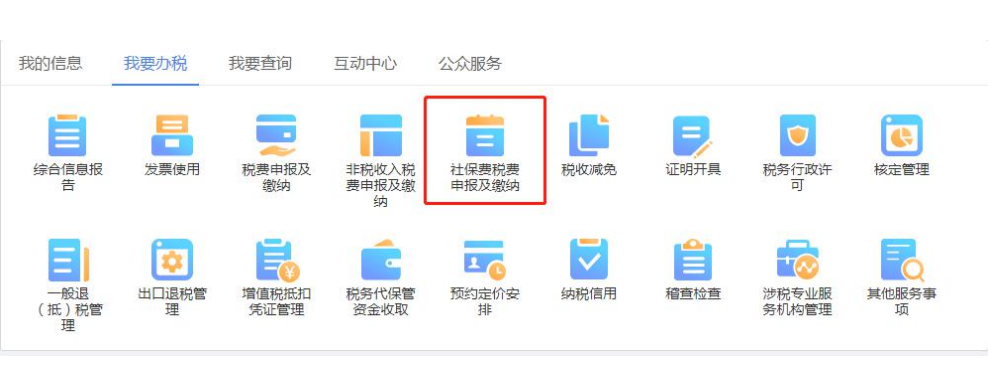 我的信息 我要办税 我要查询 互动中心 公众服务
综合信息报 发票使用 税费申报及 非税收入税 社保费税费 税收减免 证明开具 税务行政许 核定管理
告 缴纳 费申报及缴 申报及缴纳 可
纳
一般退 出口退税管 增值税抵扣 税务代保管 预约定价安 纳税信用 稽查检查 涉税专业服 其他服务事
（抵）税管 理 凭证管理 资金收取 排 务机构管理 项
理